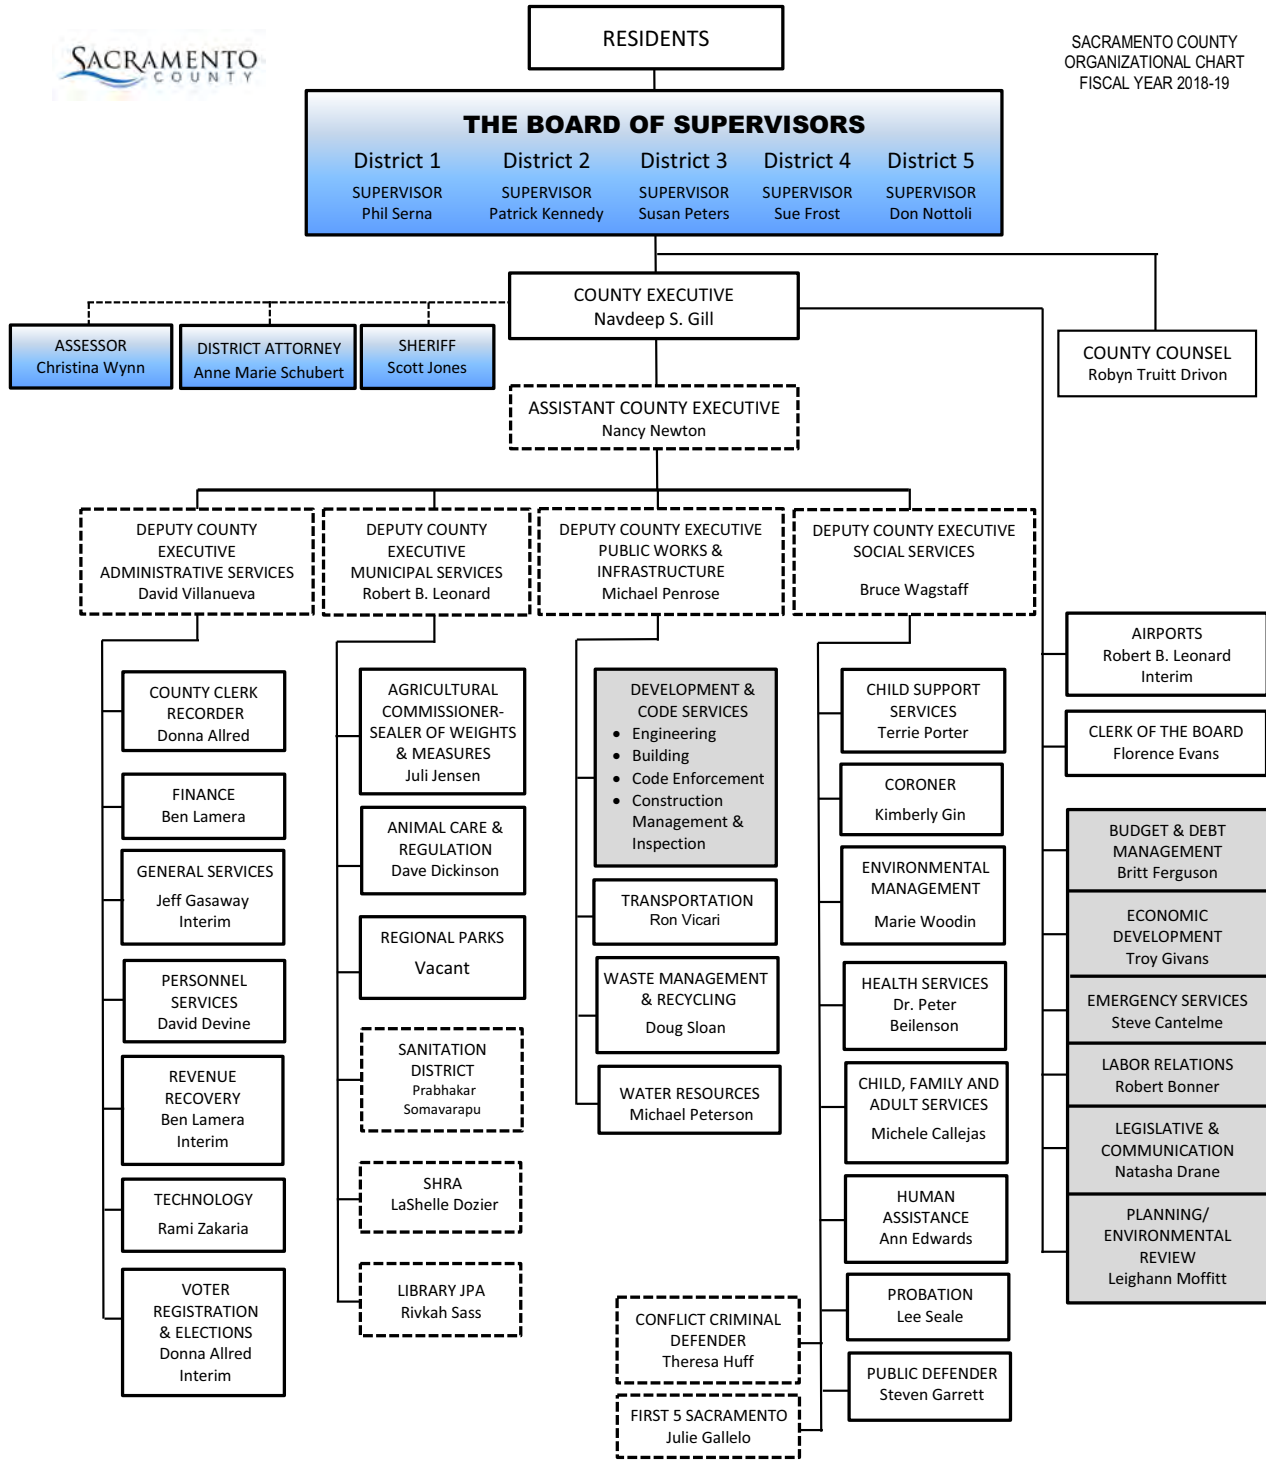 SACRAMENTO
COUNTY
RESIDENTS
SACRAMENTO COUNTY
ORGANIZATIONAL CHART
FISCAL YEAR 2018-19
THE BOARD OF SUPERVISORS
District 1
SUPERVISOR
Phil Serna
District 2
SUPERVISOR
Patrick Kennedy
District 3
SUPERVISOR
Susan Peters
District 4
SUPERVISOR
Sue Frost
District 5
SUPERVISOR
Don Nottoli
COUNTY EXECUTIVE
Navdeep S. Gill
ASSESSOR
Christina Wynn
DISTRICT ATTORNEY
Anne Marie Schubert
SHERIFF
Scott Jones
COUNTY COUNSEL
Robyn Truitt Drivon
ASSISTANT COUNTY EXECUTIVE
Nancy Newton
DEPUTY COUNTY
EXECUTIVE
ADMINISTRATIVE SERVICES
David Villanueva
DEPUTY COUNTY
EXECUTIVE
MUNICIPAL SERVICES
Robert B. Leonard
DEPUTY COUNTY EXECUTIVE
PUBLIC WORKS &
INFRASTRUCTURE
Michael Penrose
DEPUTY COUNTY EXECUTIVE
SOCIAL SERVICES
Bruce Wagstaff
COUNTY CLERK
RECORDER
Donna Allred
FINANCE
Ben Lamera
GENERAL SERVICES
Jeff Gasaway
Interim
PERSONNEL
SERVICES
David Devine
REVENUE
RECOVERY
Ben Lamera
Interim
TECHNOLOGY
Rami Zakaria
VOTER
REGISTRATION
& ELECTIONS
Donna Allred
Interim
AGRICULTURAL
COMMISSIONER-
SEALER OF WEIGHTS
& MEASURES
Juli Jensen
ANIMAL CARE &
REGULATION
Dave Dickinson
REGIONAL PARKS
Vacant
SANITATION
DISTRICT
Prabhakar
Somavarapu
SHRA
LaShelle Dozier
LIBRARY JPA
Rivkah Sass
DEVELOPMENT &
CODE SERVICES
• Engineering
• Building
• Code Enforcement
• Construction
Management &
Inspection
TRANSPORTATION
Ron Vicari
WASTE MANAGEMENT
& RECYCLING
Doug Sloan
WATER RESOURCES
Michael Peterson
CHILD SUPPORT
SERVICES
Terrie Porter
CORONER
Kimberly Gin
ENVIRONMENTAL
MANAGEMENT
Marie Woodin
HEALTH SERVICES
Dr. Peter
Beilenson
CHILD, FAMILY AND
ADULT SERVICES
Michele Callejas
HUMAN
ASSISTANCE
Ann Edwards
PROBATION
Lee Seale
PUBLIC DEFENDER
Steven Garrett
CONFLICT CRIMINAL
DEFENDER
Theresa Huff
FIRST 5 SACRAMENTO
Julie Gallelo
AIRPORTS
Robert B. Leonard
Interim
CLERK OF THE BOARD
Florence Evans
BUDGET & DEBT
MANAGEMENT
Britt Ferguson
ECONOMIC
DEVELOPMENT
Troy Givans
EMERGENCY SERVICES
Steve Cantelme
LABOR RELATIONS
Robert Bonner
LEGISLATIVE &
COMMUNICATION
Natasha Drane
PLANNING/
ENVIRONMENTAL
REVIEW
Leighann Moffitt